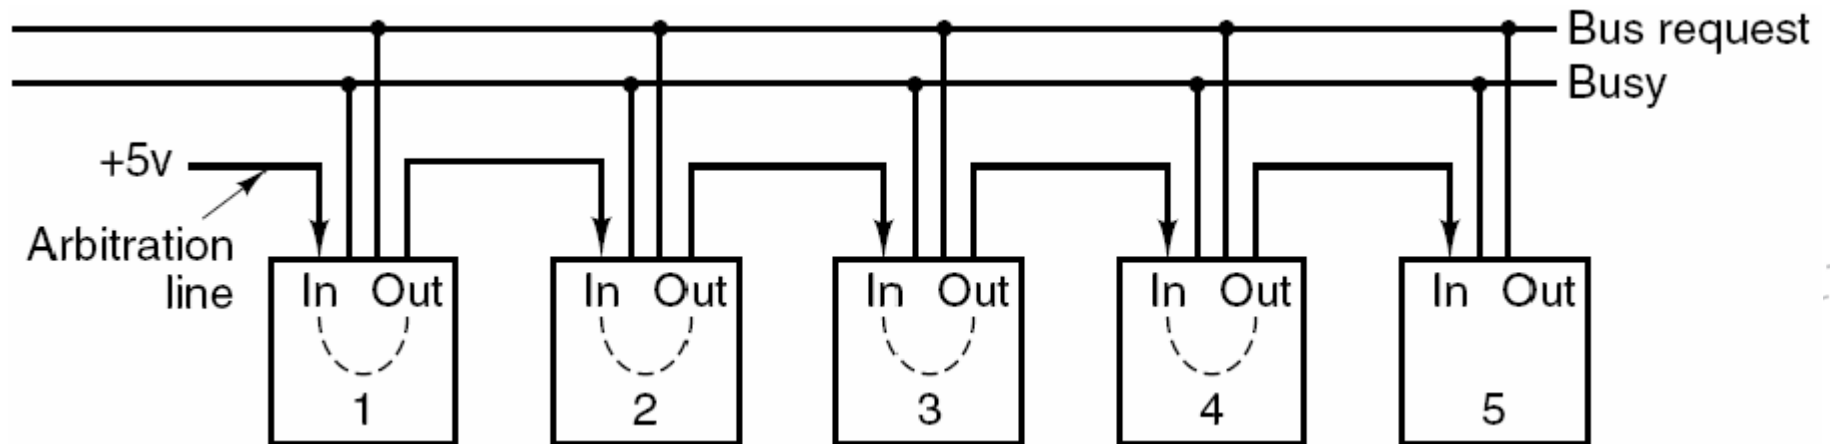 Bus request
Busy
+5v
Arbitration
line
In Out
In Out
In Out
In Out
In Out
1
2
3
4
5